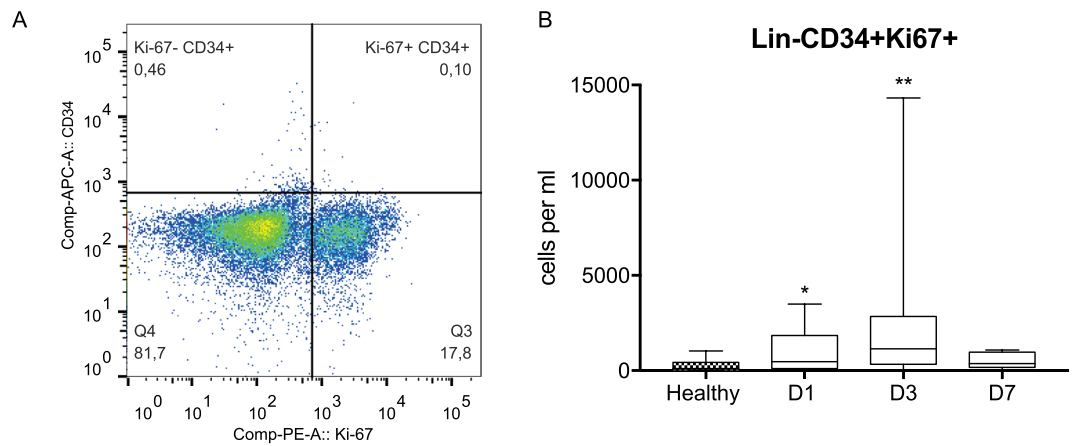 A
Ki-67- CD34+
0,46
Ki-67+ CD34+
0,10
Q4
81,7
Q3
17,8
10^5
10^4
10^3
10^2
10^1
10^0
Comp-APC-A:: CD34
10^0 10^1 10^2 10^3 10^4 10^5
Comp-PE-A:: Ki-67
B
Lin-CD34+Ki67+
15000
10000
5000
0
cells per ml
*
**
Healthy D1 D3 D7